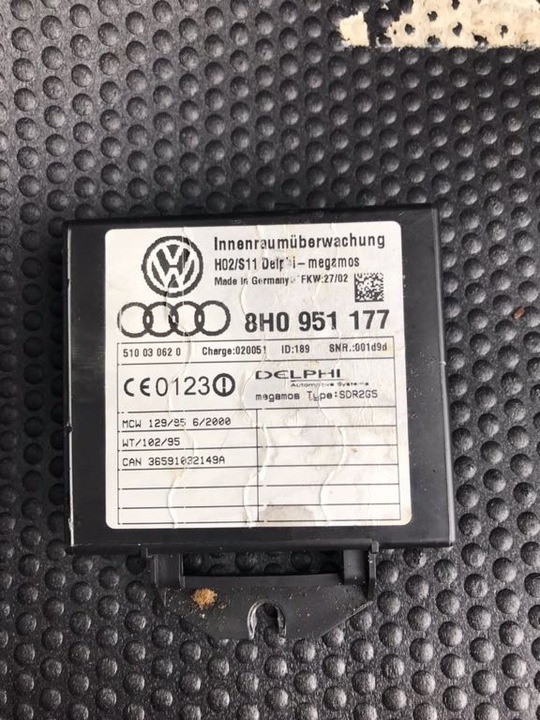 Innenraumüberwachung
H02/S11 Delphi-megamos
Made in Germany FKW:27/02
8H0 951 177
510 03 062 0 Charge:020051 ID:189 SNR.:001d9d
CE0123 DELPHI
Automotive Systems
megamos Type:SDR2G5
MCW 129/95 6/2000
WT/102/95
CAN 36591032149A